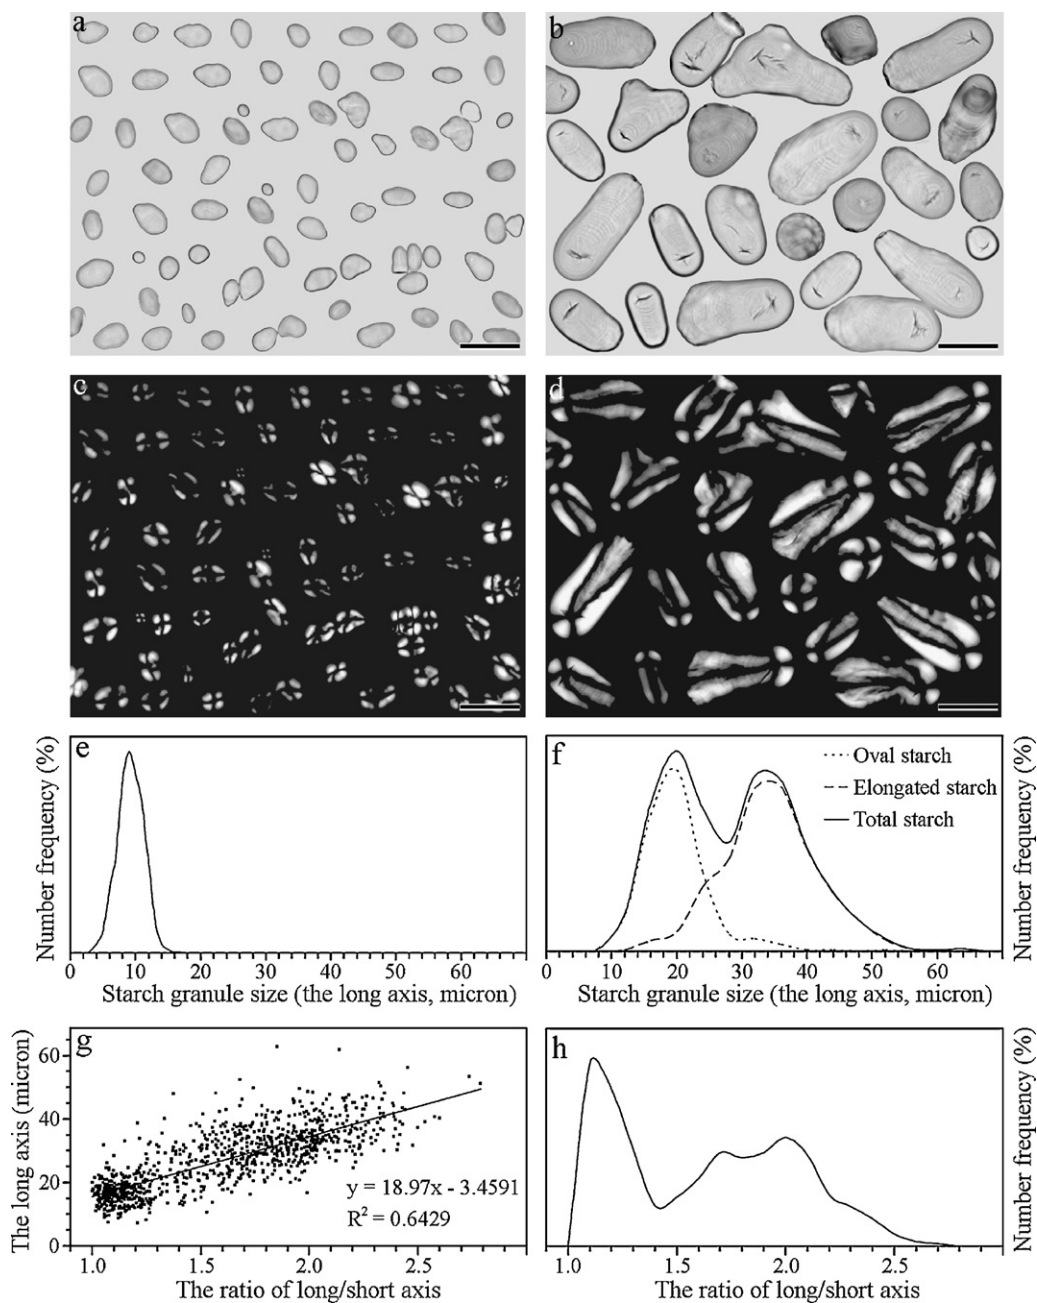 a
b
c
d
e
Number frequency (%)
0 10 20 30 40 50 60
Starch granule size (the long axis, micron)
f
Oval starch
Elongated starch
Total starch
Number frequency (%)
0 10 20 30 40 50 60
Starch granule size (the long axis, micron)
g
The long axis (micron)
60
40
20
0
y = 18.97x - 3.4591
R² = 0.6429
1.0 1.5 2.0 2.5
The ratio of long/short axis
h
Number frequency (%)
1.0 1.5 2.0 2.5
The ratio of long/short axis